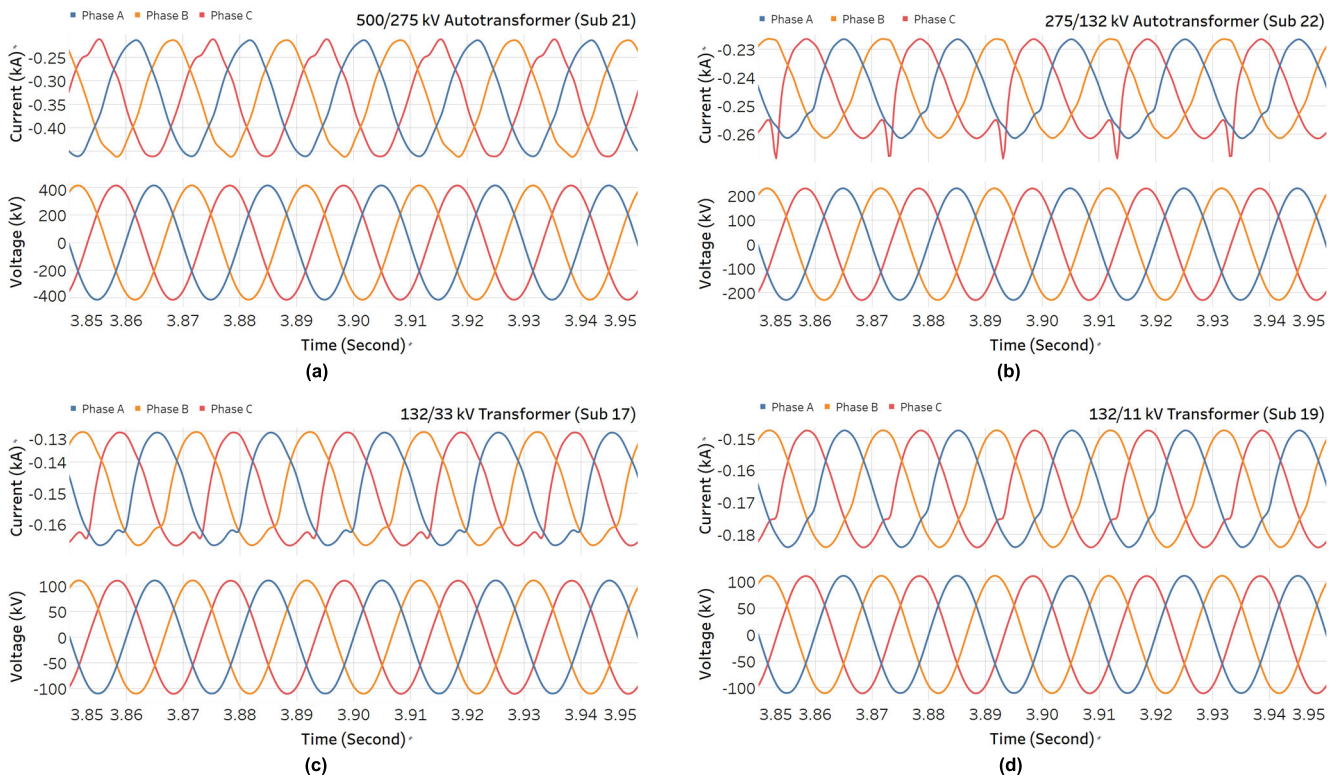 Phase A Phase B Phase C
500/275 kV Autotransformer (Sub 21)
Current (kA)
-0.25
-0.30
-0.35
-0.40
Voltage (kV)
400
200
0
-200
-400
3.85 3.86 3.87 3.88 3.89 3.90 3.91 3.92 3.93 3.94 3.95
Time (Second)
(a)
Phase A Phase B Phase C
275/132 kV Autotransformer (Sub 22)
Current (kA)
-0.23
-0.24
-0.25
-0.26
Voltage (kV)
200
100
0
-100
-200
3.85 3.86 3.87 3.88 3.89 3.90 3.91 3.92 3.93 3.94 3.95
Time (Second)
(b)
Phase A Phase B Phase C
132/33 kV Transformer (Sub 17)
Current (kA)
-0.13
-0.14
-0.15
-0.16
Voltage (kV)
100
50
0
-50
-100
3.85 3.86 3.87 3.88 3.89 3.90 3.91 3.92 3.93 3.94 3.95
Time (Second)
(c)
Phase A Phase B Phase C
132/11 kV Transformer (Sub 19)
Current (kA)
-0.15
-0.16
-0.17
-0.18
Voltage (kV)
100
50
0
-50
-100
3.85 3.86 3.87 3.88 3.89 3.90 3.91 3.92 3.93 3.94 3.95
Time (Second)
(d)